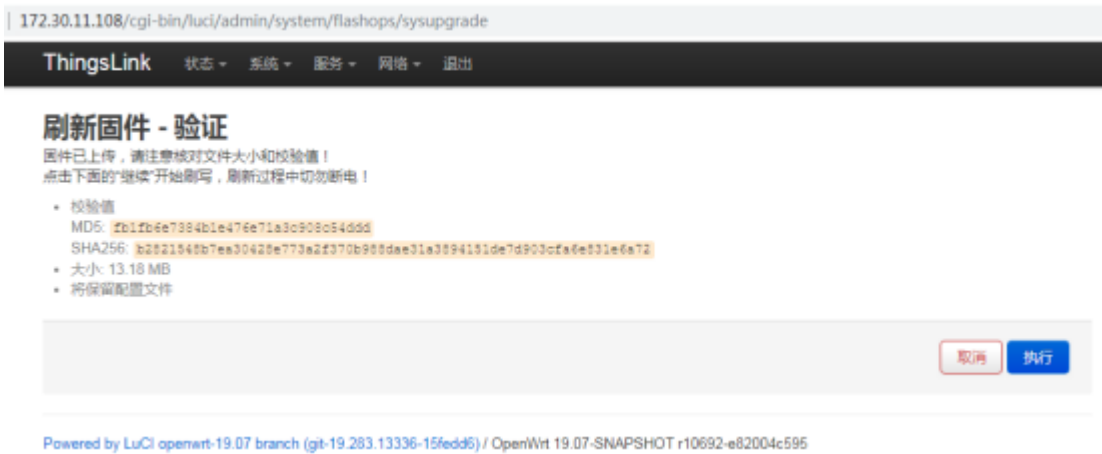 172.30.11.108/cgi-bin/luci/admin/system/flashops/sysupgrade
ThingsLink 状态 系统 服务 网络 退出
刷新固件 - 验证
固件已上传，请注意核对文件大小和校验值！
点击下面的“继续”开始刷写，刷新过程中切勿断电！
校验值
MD5: fb1fb6e7384b1e476e71a3c908c54ddd
SHA256: b2821548b7ea30428e773a2f370b988dae31a3894151de7d903cfa6e831e6a72
大小: 13.18 MB
将保留配置文件
取消 执行
Powered by LuCI openwrt-19.07 branch (git-19.283.13336-15fedd6) / OpenWrt 19.07-SNAPSHOT r10692-e82004c595